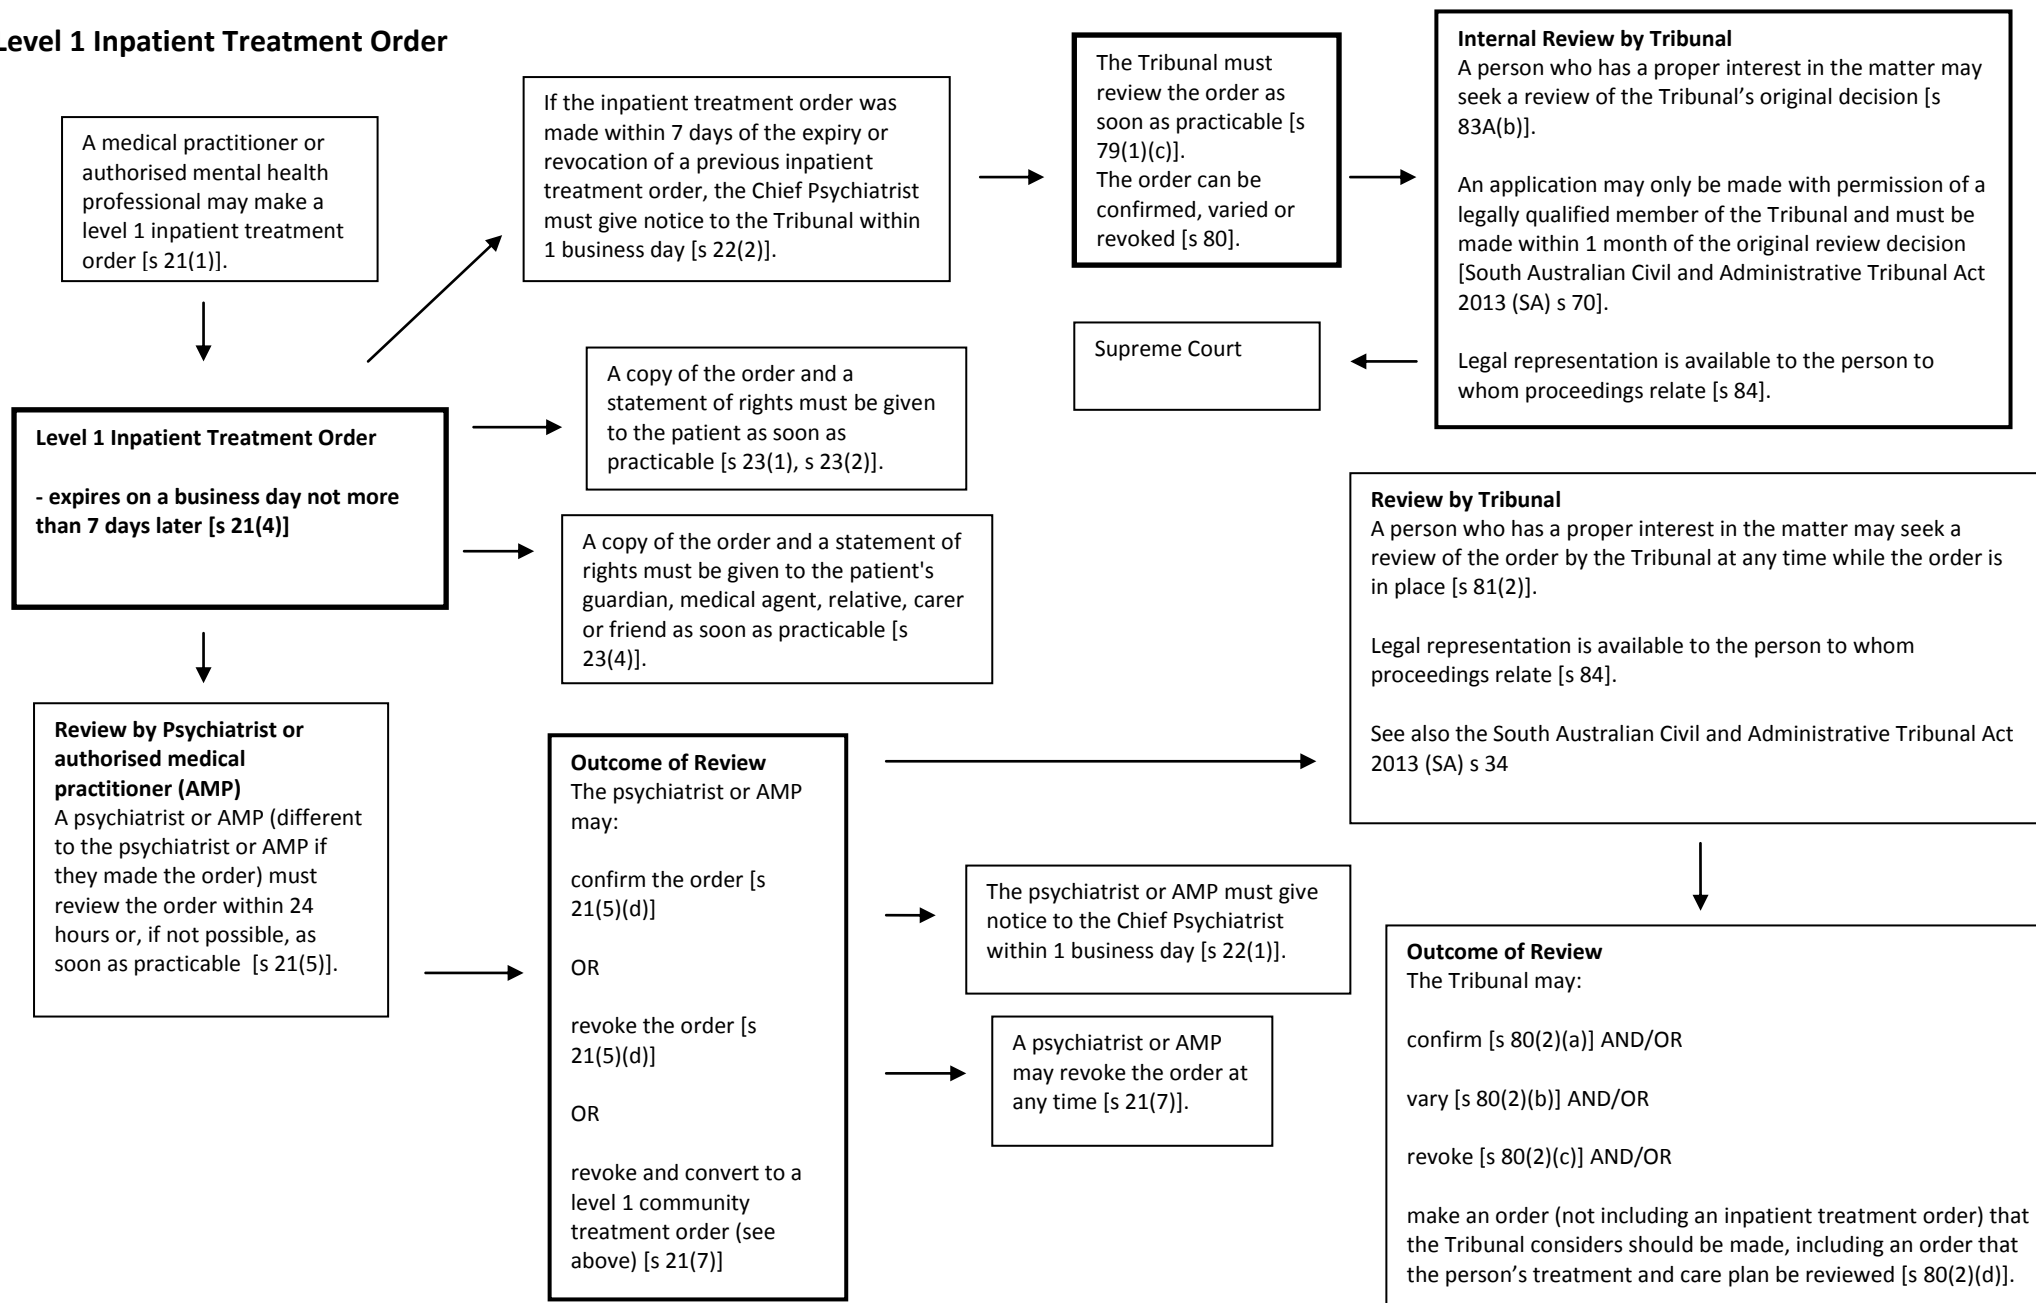 Level 1 Inpatient Treatment Order
A medical practitioner or
authorised mental health
professional may make a
level 1 inpatient treatment
order [s 21(1)].
If the inpatient treatment order was
made within 7 days of the expiry or
revocation of a previous inpatient
treatment order, the Chief Psychiatrist
must give notice to the Tribunal within
1 business day [s 22(2)].
The Tribunal must
review the order as
soon as practicable [s
79(1)(c)].
The order can be
confirmed, varied or
revoked [s 80].
Internal Review by Tribunal
A person who has a proper interest in the matter may
seek a review of the Tribunal’s original decision [s
83A(b)].
An application may only be made with permission of a
legally qualified member of the Tribunal and must be
made within 1 month of the original review decision
[South Australian Civil and Administrative Tribunal Act
2013 (SA) s 70].
Legal representation is available to the person to
whom proceedings relate [s 84].
Supreme Court
Level 1 Inpatient Treatment Order
- expires on a business day not more
than 7 days later [s 21(4)]
A copy of the order and a
statement of rights must be given
to the patient as soon as
practicable [s 23(1), s 23(2)].
A copy of the order and a statement of
rights must be given to the patient's
guardian, medical agent, relative, carer
or friend as soon as practicable [s
23(4)].
Review by Tribunal
A person who has a proper interest in the matter may seek a
review of the order by the Tribunal at any time while the order is
in place [s 81(2)].
Legal representation is available to the person to whom
proceedings relate [s 84].
See also the South Australian Civil and Administrative Tribunal Act
2013 (SA) s 34
Review by Psychiatrist or
authorised medical
practitioner (AMP)
A psychiatrist or AMP (different
to the psychiatrist or AMP if
they made the order) must
review the order within 24
hours or, if not possible, as
soon as practicable  [s 21(5)].
Outcome of Review
The psychiatrist or AMP
may:
confirm the order [s
21(5)(d)]
OR
revoke the order [s
21(5)(d)]
OR
revoke and convert to a
level 1 community
treatment order (see
above) [s 21(7)]
The psychiatrist or AMP must give
notice to the Chief Psychiatrist
within 1 business day [s 22(1)].
A psychiatrist or AMP
may revoke the order at
any time [s 21(7)].
Outcome of Review
The Tribunal may:
confirm [s 80(2)(a)] AND/OR
vary [s 80(2)(b)] AND/OR
revoke [s 80(2)(c)] AND/OR
make an order (not including an inpatient treatment order) that
the Tribunal considers should be made, including an order that
the person’s treatment and care plan be reviewed [s 80(2)(d)].